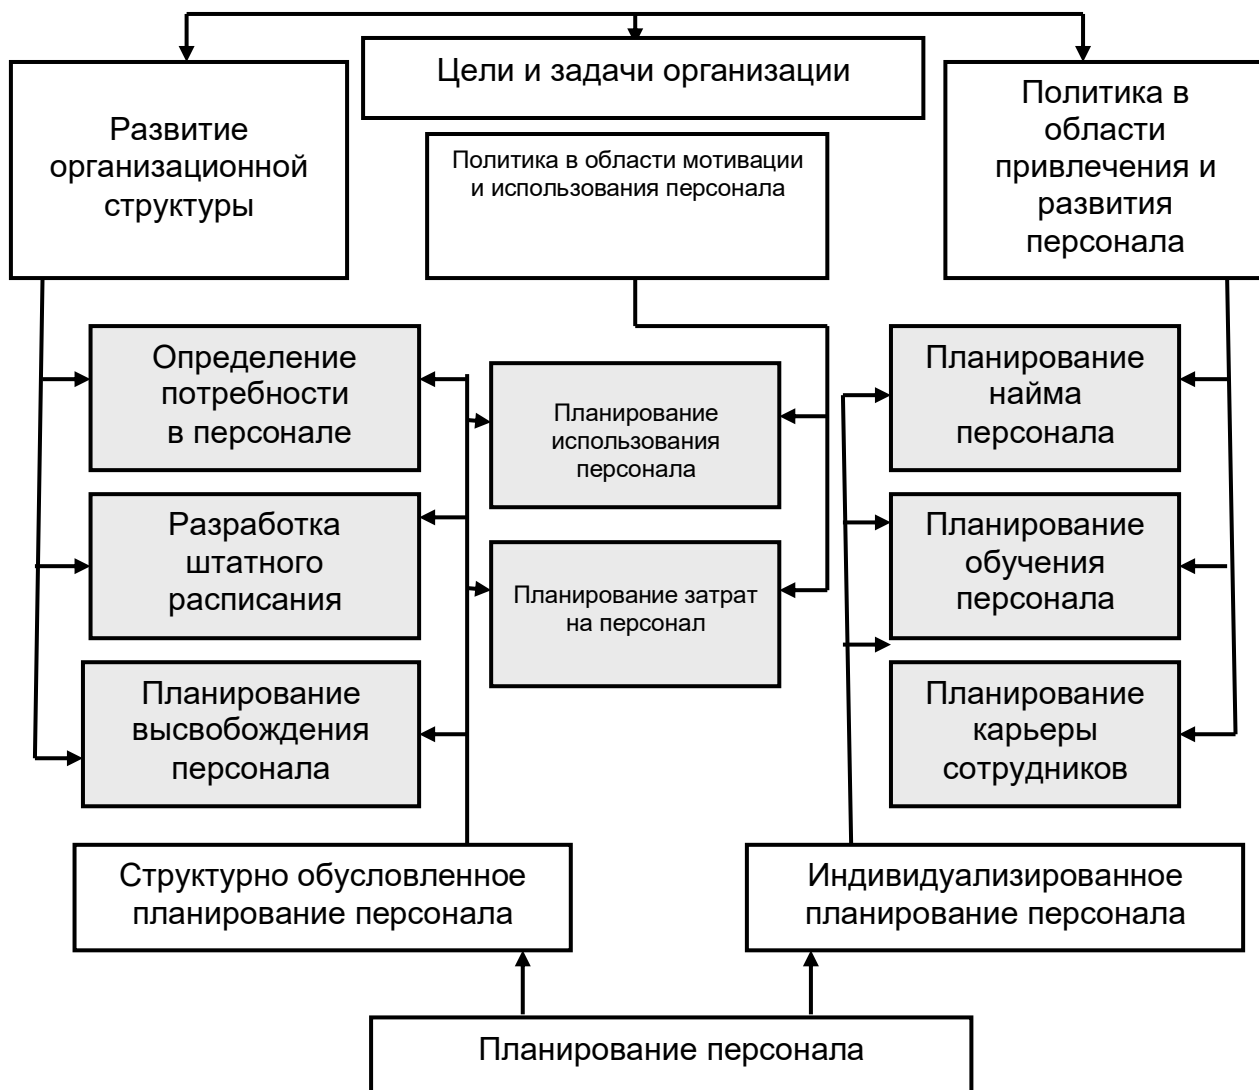 Цели и задачи организации
Развитие
организационной
структуры
Политика в области мотивации
и использования персонала
Политика в
области
привлечения и
развития
персонала
Определение
потребности
в персонале
Планирование
использования
персонала
Планирование
найма
персонала
Разработка
штатного
расписания
Планирование затрат
на персонал
Планирование
обучения
персонала
Планирование
высвобождения
персонала
Планирование
карьеры
сотрудников
Структурно обусловленное
планирование персонала
Индивидуализированное
планирование персонала
Планирование персонала